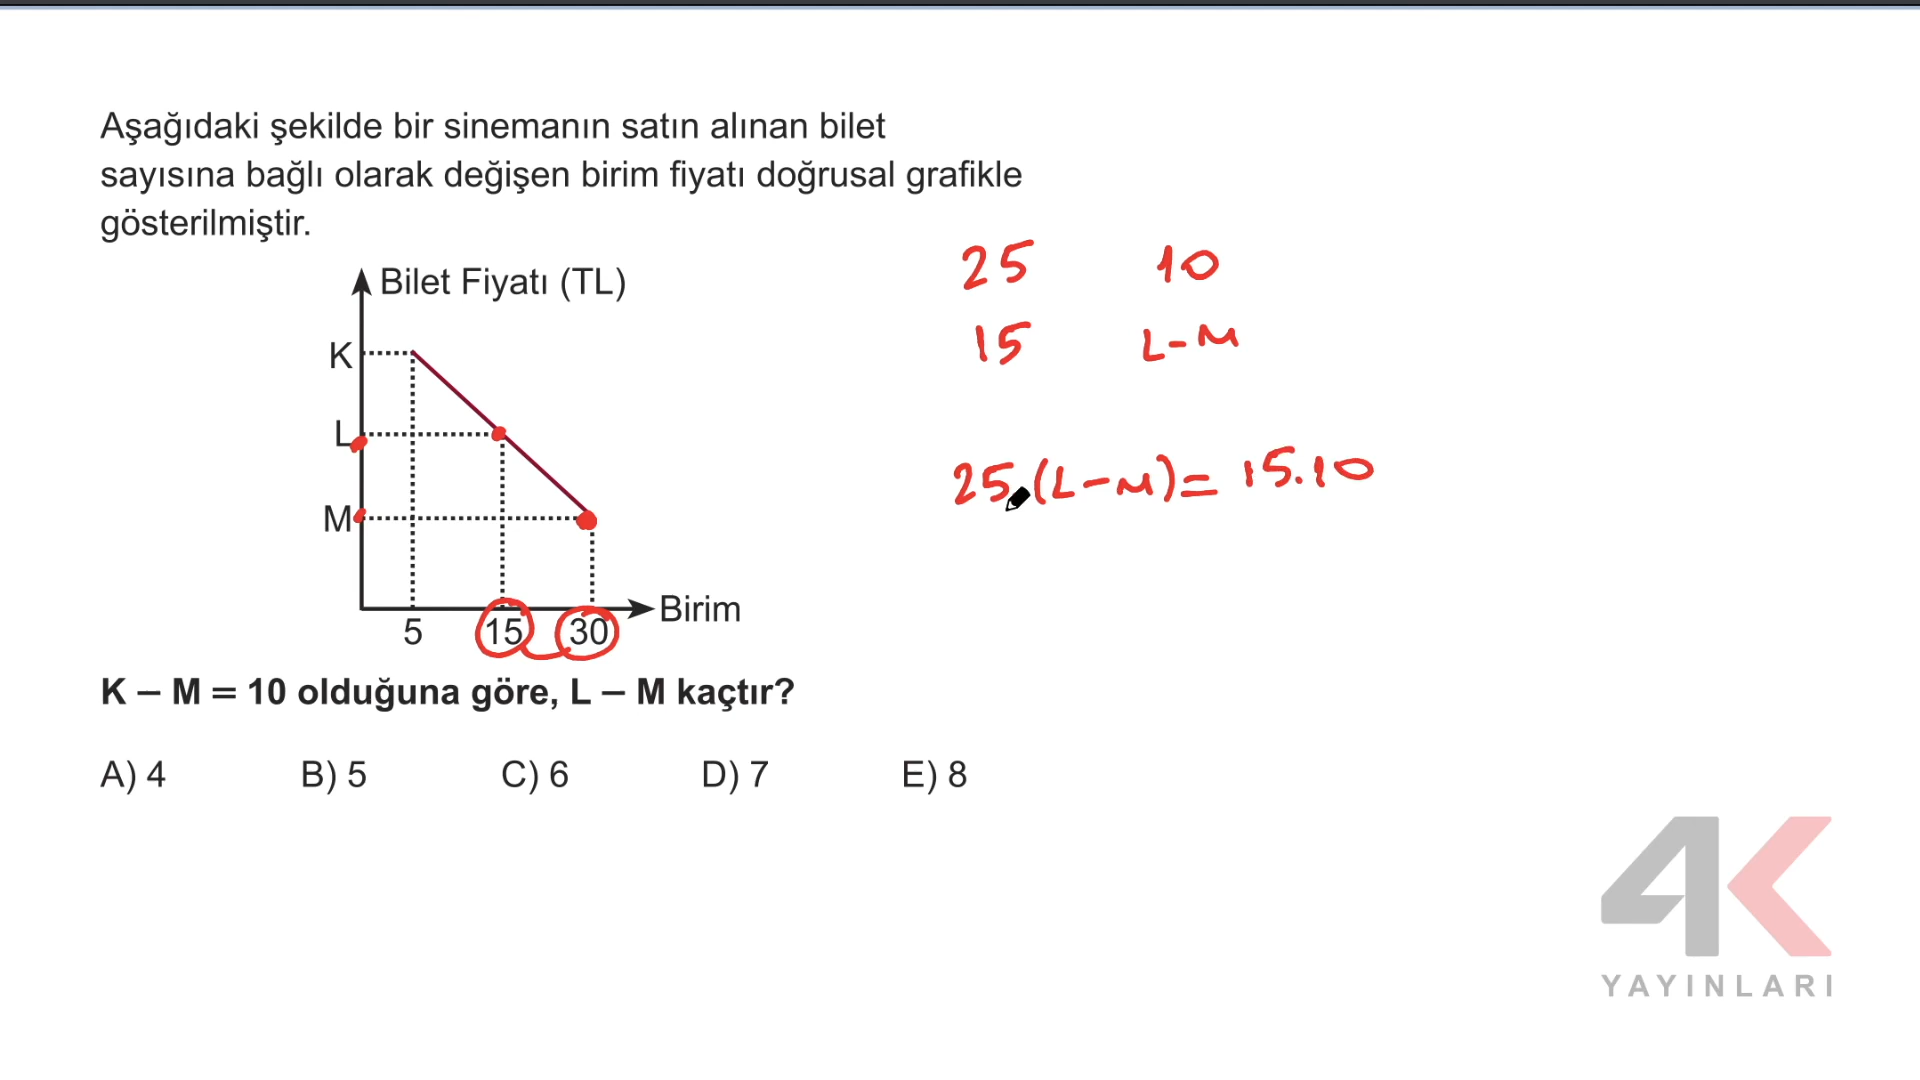 Aşağıdaki şekilde bir sinemanın satın alınan bilet
sayısına bağlı olarak değişen birim fiyatı doğrusal grafikle
gösterilmiştir.
25 10
15 L-M
25.(L-M)= 15.10
Bilet Fiyatı (TL)
K
L
M
Birim
5 15 30
K – M = 10 olduğuna göre, L – M kaçtır?
A) 4 B) 5 C) 6 D) 7 E) 8
4K
YAYINLARI